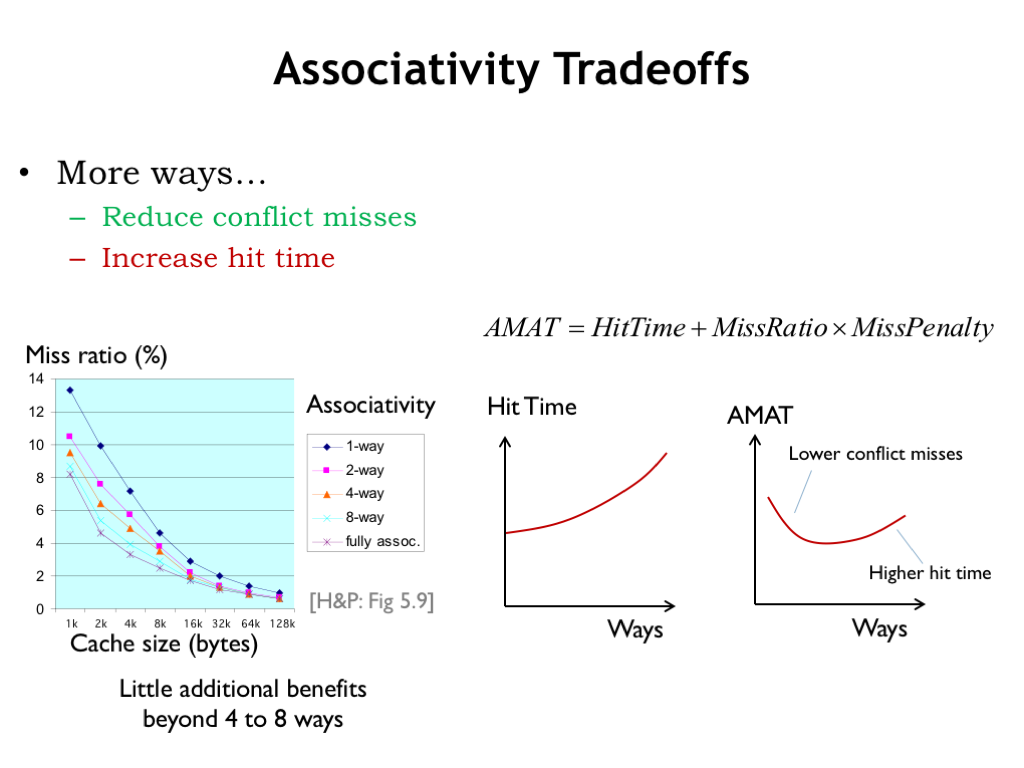 Associativity Tradeoffs
• More ways…
– Reduce conflict misses
– Increase hit time
AMAT = HitTime + MissRatio × MissPenalty
Miss ratio (%)
14
12
10
8
6
4
2
0
1k 2k 4k 8k 16k 32k 64k 128k
Cache size (bytes)
Associativity
1-way
2-way
4-way
8-way
fully assoc.
[H&P: Fig 5.9]
Little additional benefits
beyond 4 to 8 ways
Hit Time
Ways
AMAT
Lower conflict misses
Higher hit time
Ways